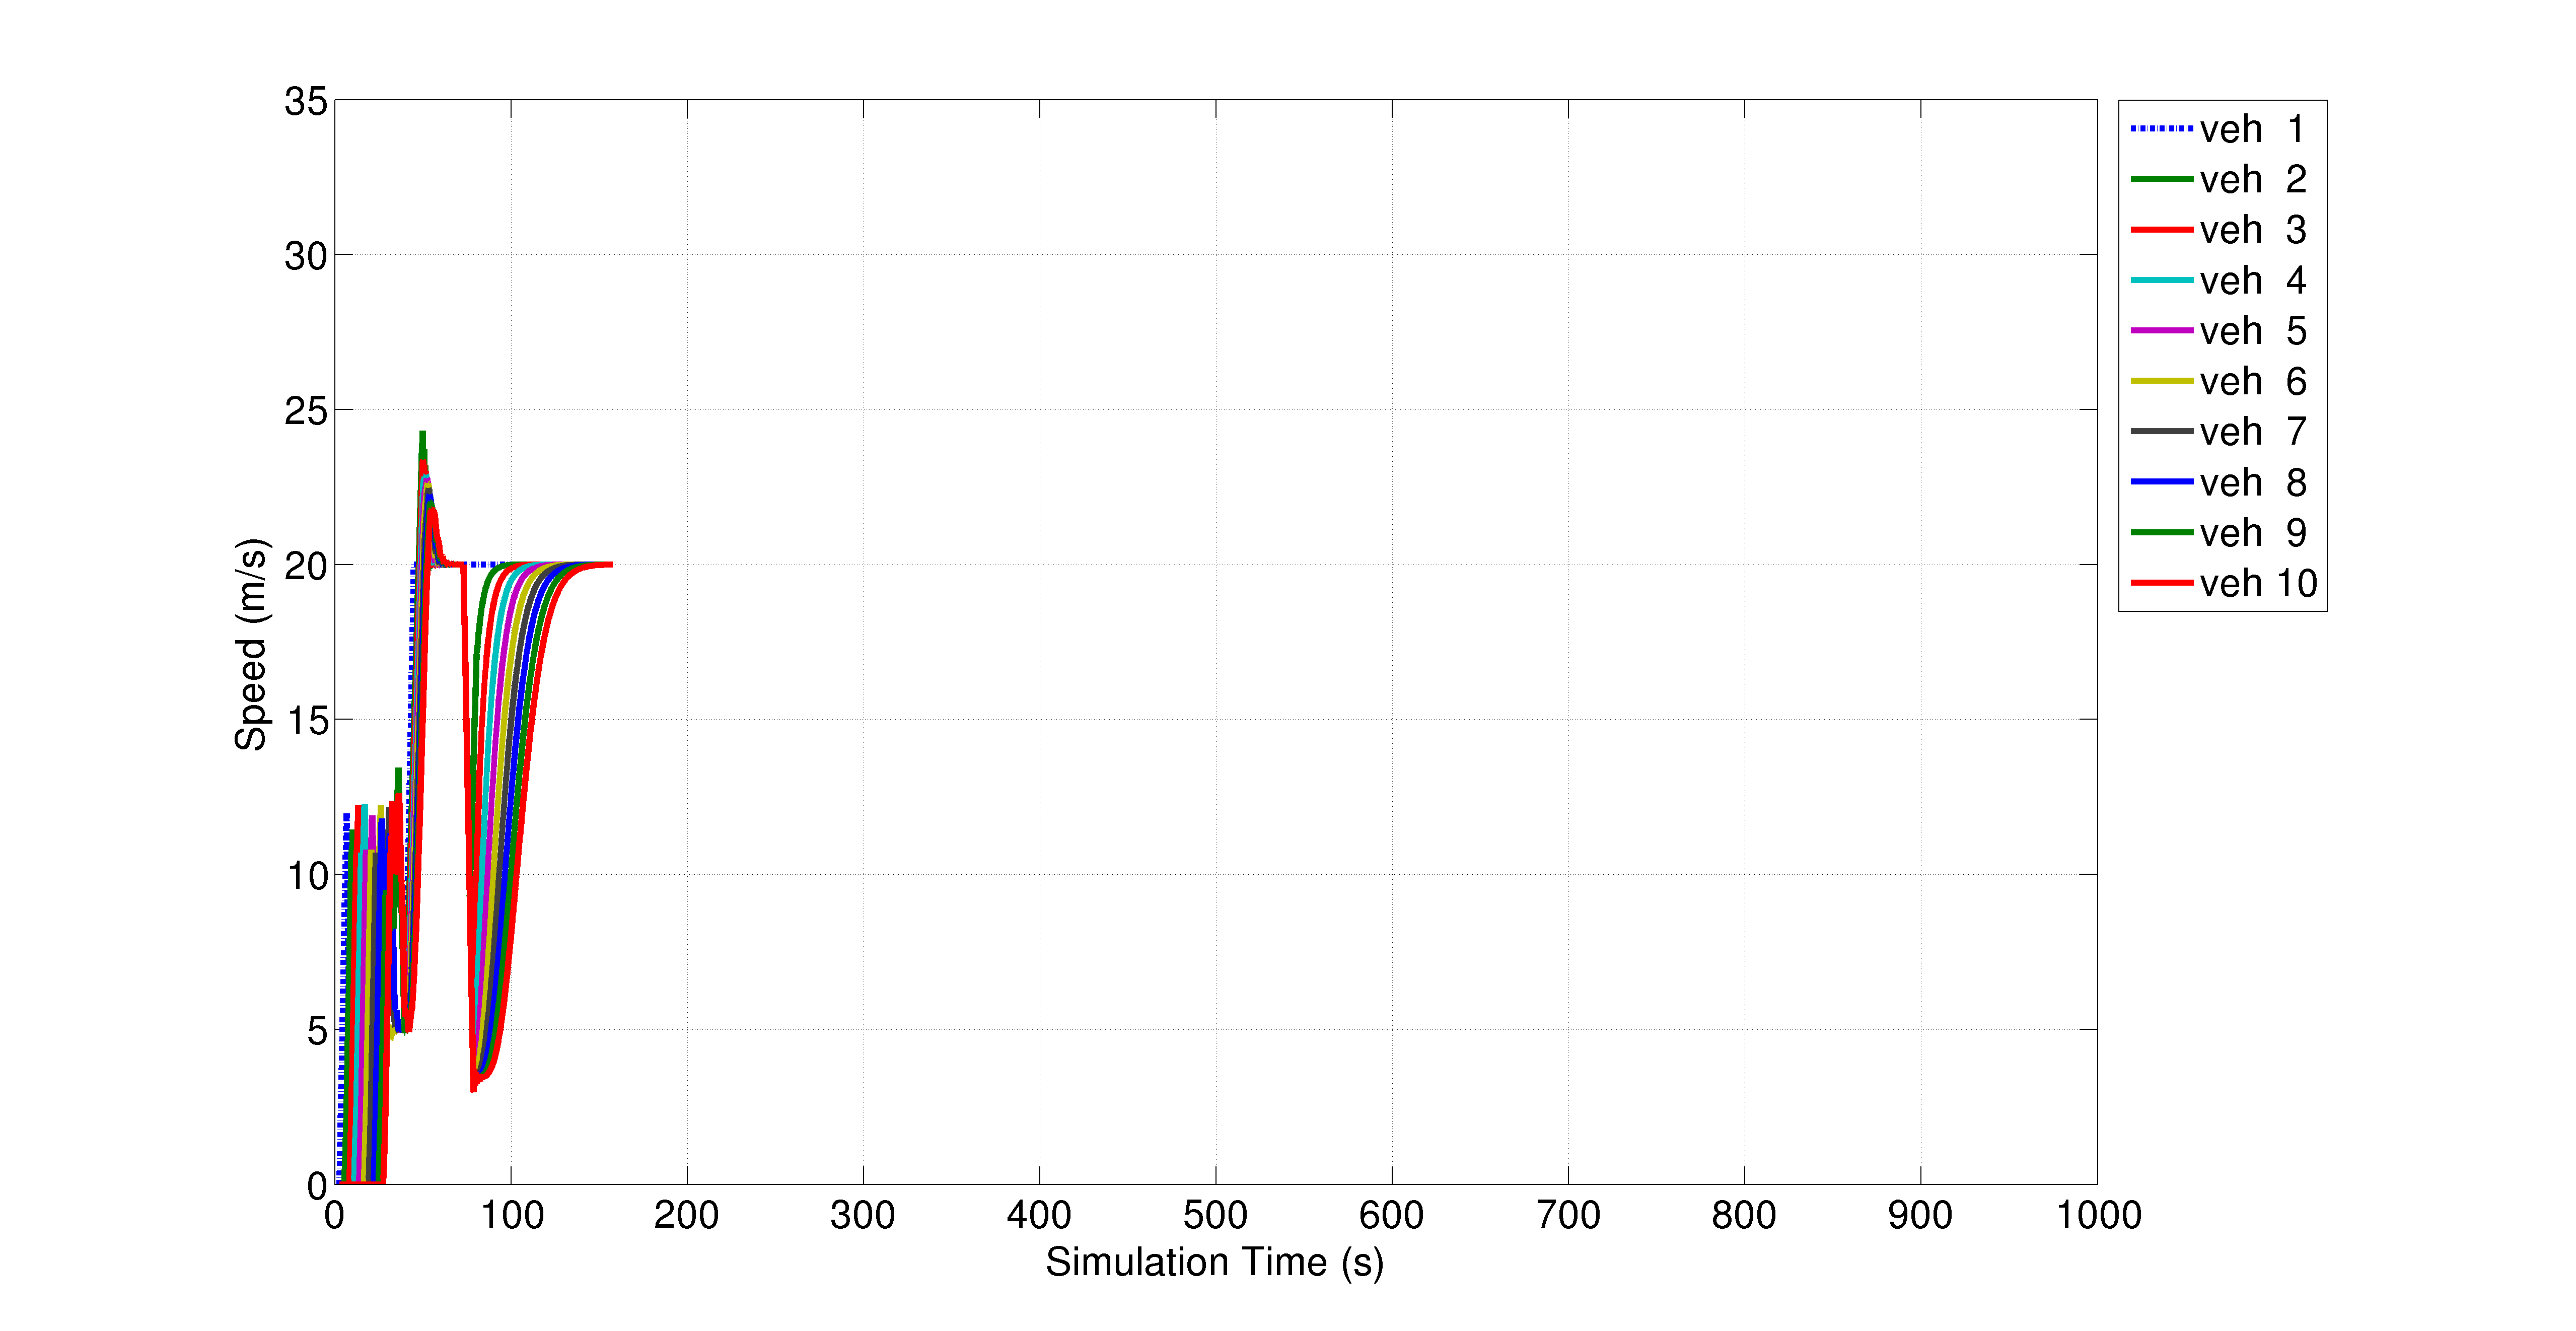 35
30
25
20
15
10
5
0
Speed (m/s)
0 100 200 300 400 500 600 700 800 900 1000
Simulation Time (s)
veh 1
veh 2
veh 3
veh 4
veh 5
veh 6
veh 7
veh 8
veh 9
veh 10